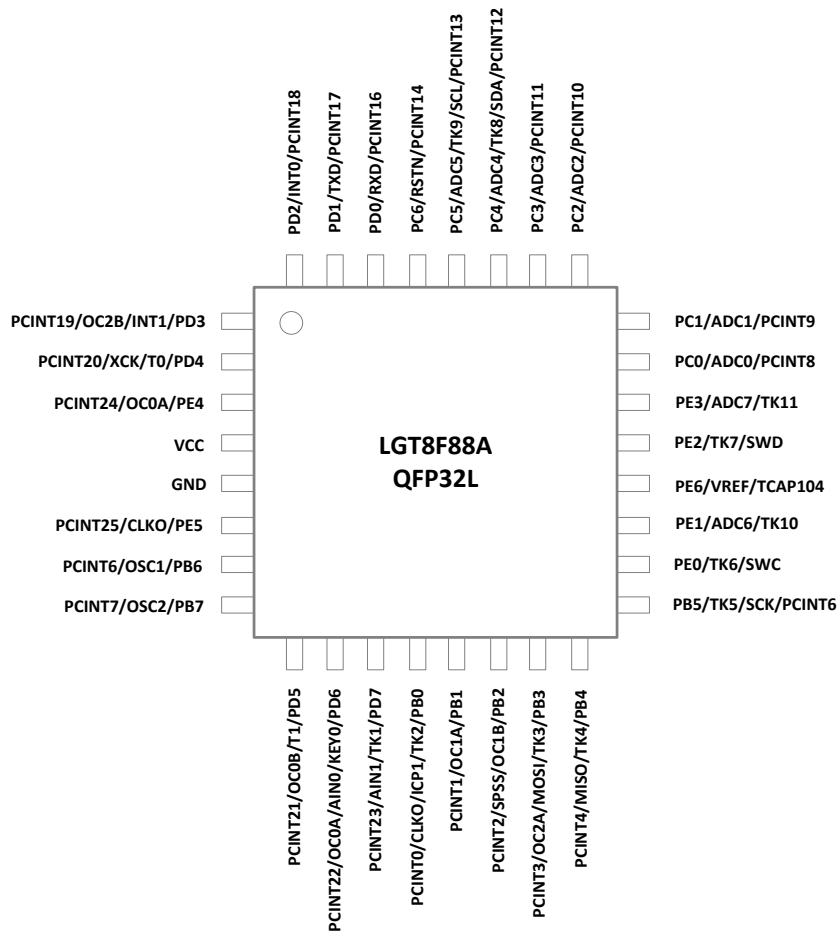 PD2/INT0/PCINT18
PD1/TXD/PCINT17
PD0/RXD/PCINT16
PC6/RSTN/PCINT14
PC5/ADC5/TK9/SCL/PCINT13
PC4/ADC4/TK8/SDA/PCINT12
PC3/ADC3/PCINT11
PC2/ADC2/PCINT10
PCINT19/OC2B/INT1/PD3
PCINT20/XCK/T0/PD4
PCINT24/OC0A/PE4
VCC
GND
PCINT25/CLKO/PE5
PCINT6/OSC1/PB6
PCINT7/OSC2/PB7
LGT8F88A
QFP32L
PC1/ADC1/PCINT9
PC0/ADC0/PCINT8
PE3/ADC7/TK11
PE2/TK7/SWD
PE6/VREF/TCAP104
PE1/ADC6/TK10
PE0/TK6/SWC
PB5/TK5/SCK/PCINT6
PCINT21/OC0B/T1/PD5
PCINT22/OC0A/AIN0/KEY0/PD6
PCINT23/AIN1/TK1/PD7
PCINT0/CLKO/ICP1/TK2/PB0
PCINT1/OC1A/PB1
PCINT2/SPSS/OC1B/PB2
PCINT3/OC2A/MOSI/TK3/PB3
PCINT4/MISO/TK4/PB4